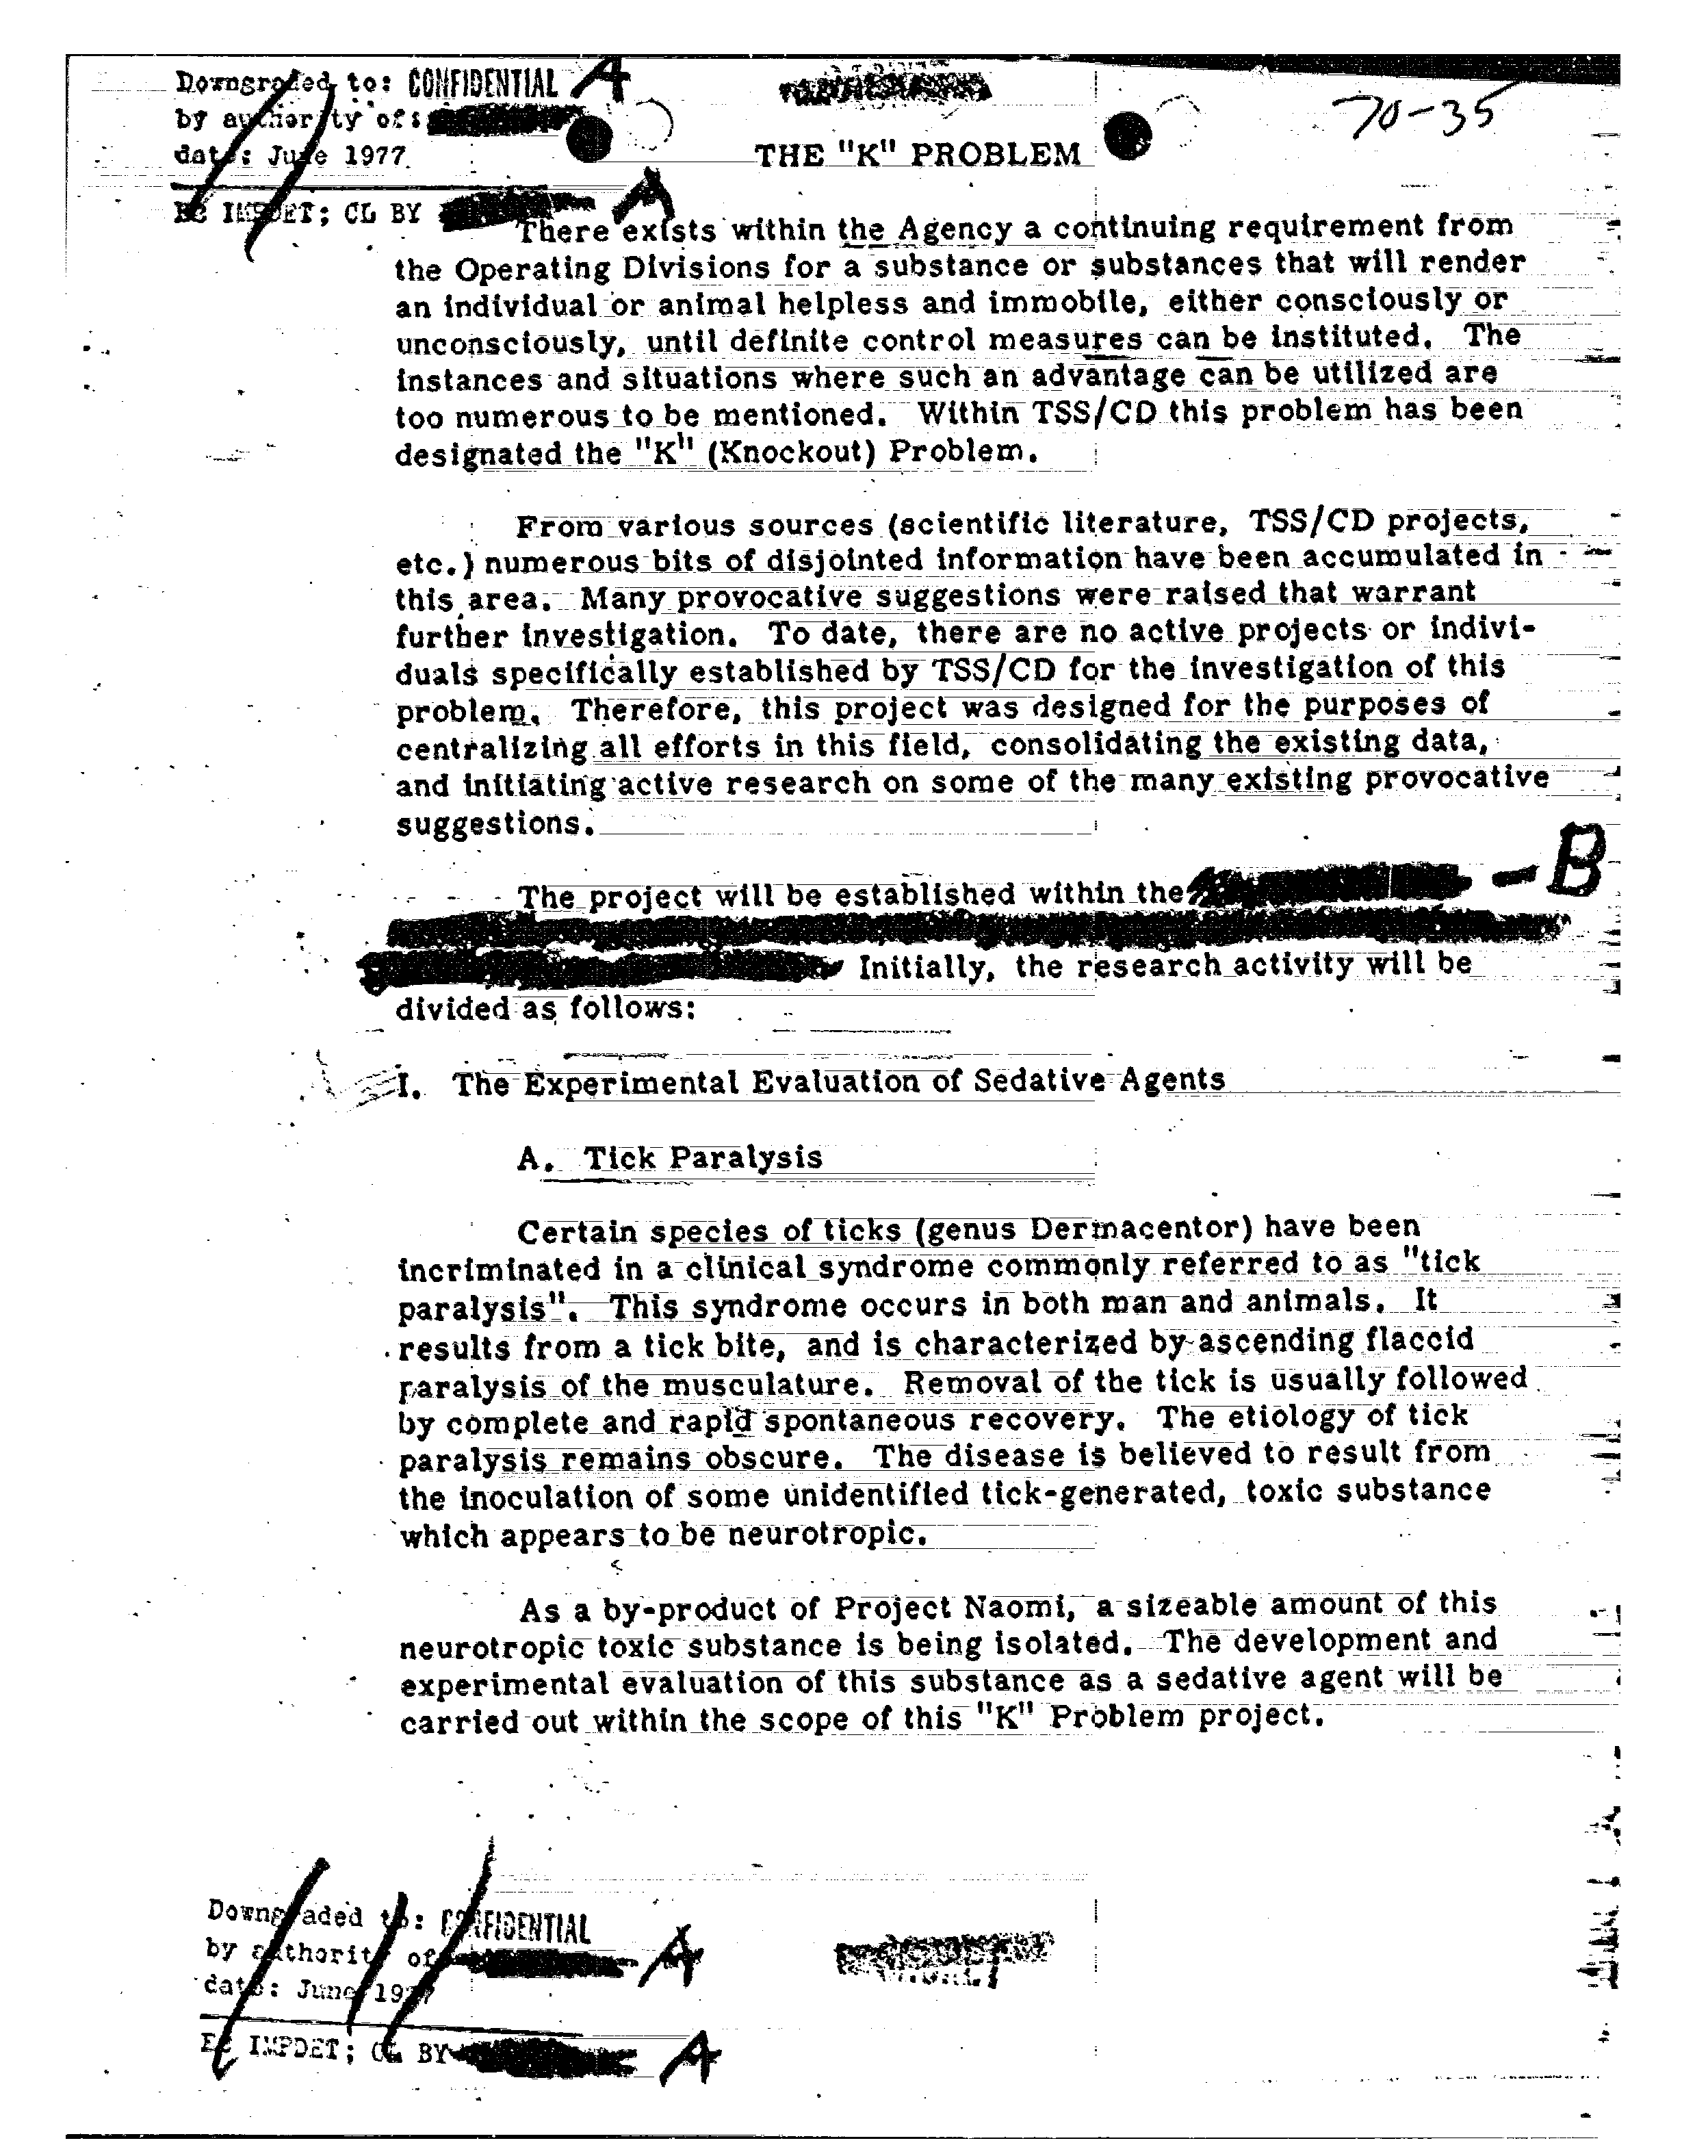 Downgraded to: CONFIDENTIAL A
by authority of:
date: June 1977
70-35
THE "K" PROBLEM
E2 IMPDET; CL BY A
There exists within the Agency a continuing requirement from
the Operating Divisions for a substance or substances that will render
an individual or animal helpless and immobile, either consciously or
unconsciously, until definite control measures can be instituted. The
instances and situations where such an advantage can be utilized are
too numerous to be mentioned. Within TSS/CD this problem has been
designated the "K" (Knockout) Problem.
From various sources (scientific literature, TSS/CD projects,
etc.) numerous bits of disjointed information have been accumulated in
this area. Many provocative suggestions were raised that warrant
further investigation. To date, there are no active projects or indivi-
duals specifically established by TSS/CD for the investigation of this
problem. Therefore, this project was designed for the purposes of
centralizing all efforts in this field, consolidating the existing data,
and initiating active research on some of the many existing provocative
suggestions.
The project will be established within the - B
Initially, the research activity will be
divided as follows:
I. The Experimental Evaluation of Sedative Agents
A. Tick Paralysis
Certain species of ticks (genus Dermacentor) have been
incriminated in a clinical syndrome commonly referred to as "tick
paralysis". This syndrome occurs in both man and animals. It
results from a tick bite, and is characterized by ascending flaccid
paralysis of the musculature. Removal of the tick is usually followed
by complete and rapid spontaneous recovery. The etiology of tick
paralysis remains obscure. The disease is believed to result from
the inoculation of some unidentified tick-generated, toxic substance
which appears to be neurotropic.
As a by-product of Project Naomi, a sizeable amount of this
neurotropic toxic substance is being isolated. The development and
experimental evaluation of this substance as a sedative agent will be
carried out within the scope of this "K" Problem project.
Downgraded to: CONFIDENTIAL
by authority of A
date: June 1977
E2 IMPDET; CL BY A